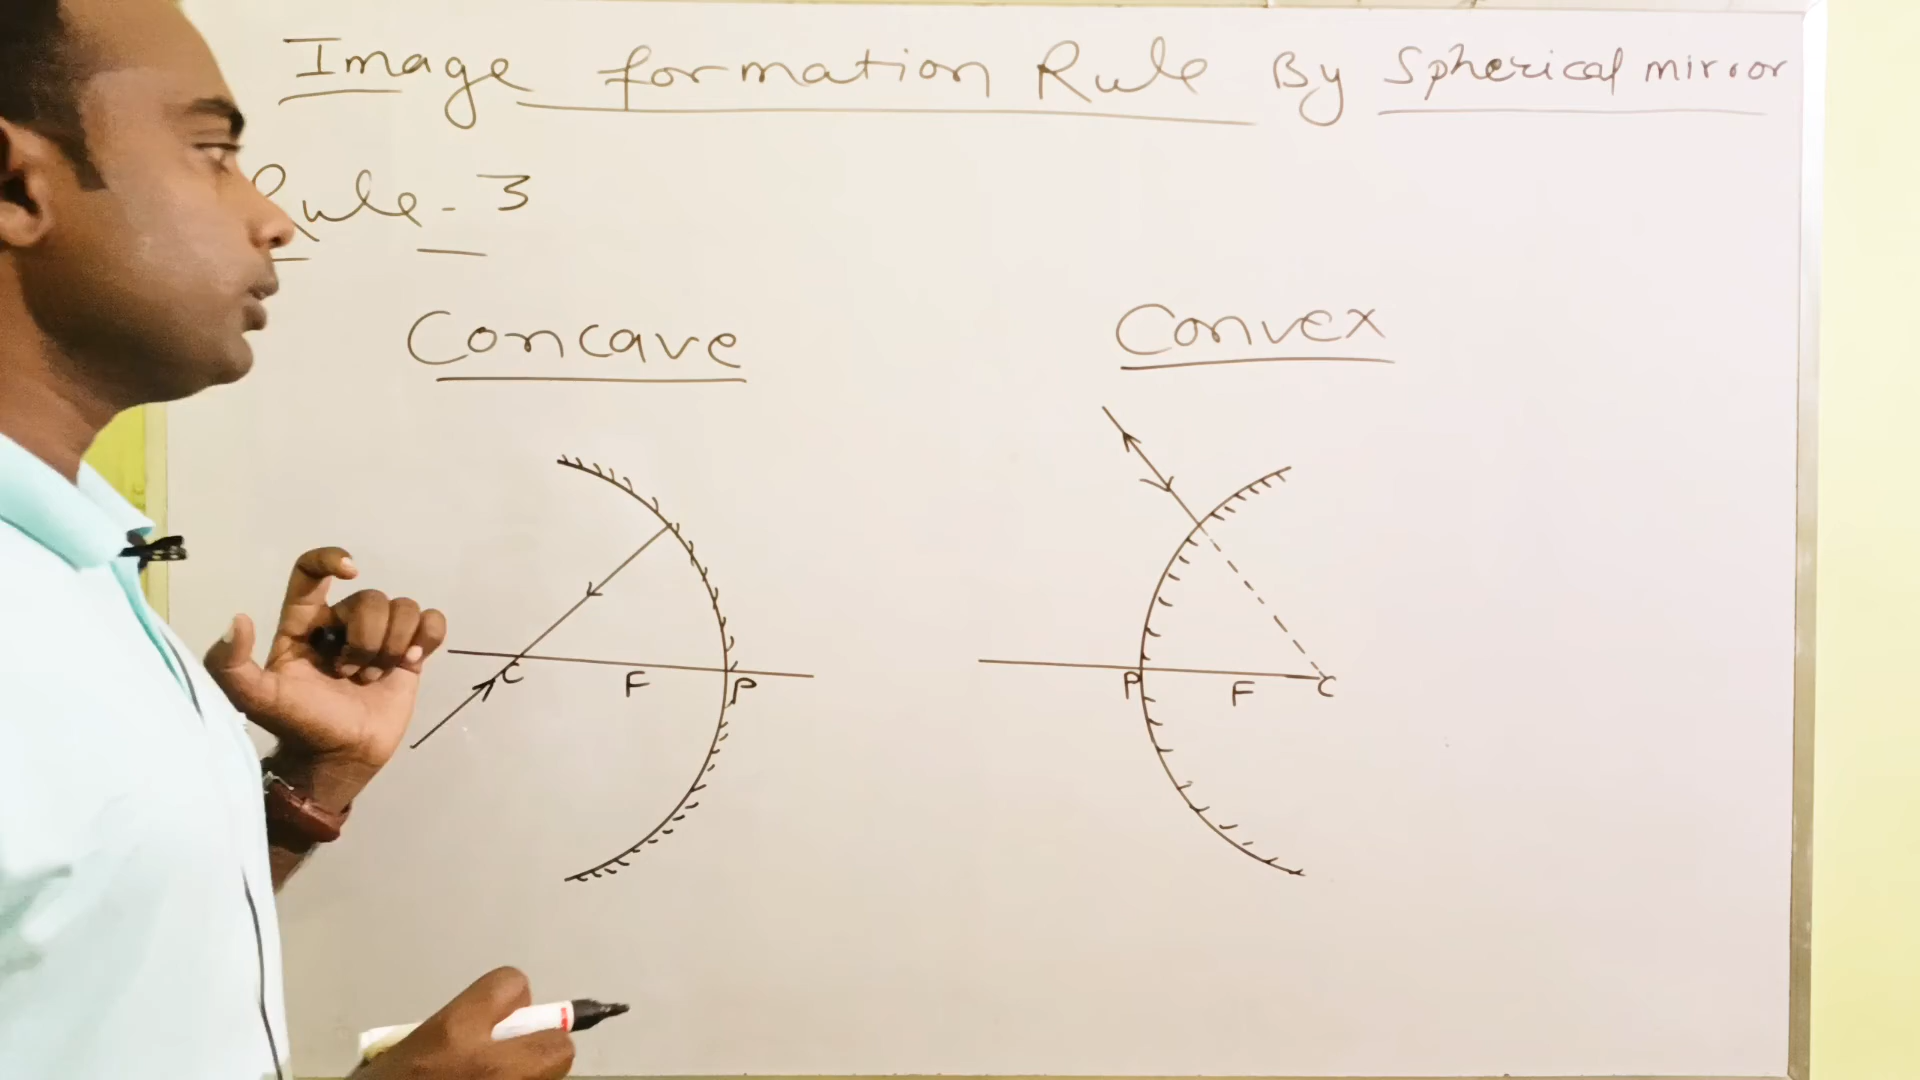 Image formation Rule By Spherical mirror
Rule - 3
Concave
Convex
C F P
P F C